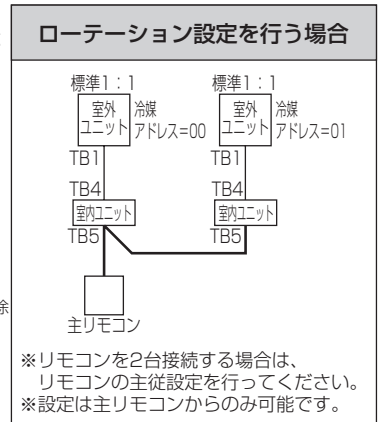 ローテーション設定を行う場合
標準1:1 標準1:1
室外
ユニット
冷媒
アドレス=00
室外
ユニット
冷媒
アドレス=01
TB1 TB1
TB4 TB4
室内ユニット 室内ユニット
TB5 TB5
除
主リモコン
※リモコンを2台接続する場合は、
リモコンの主従設定を行ってください。
※設定は主リモコンからのみ可能です。